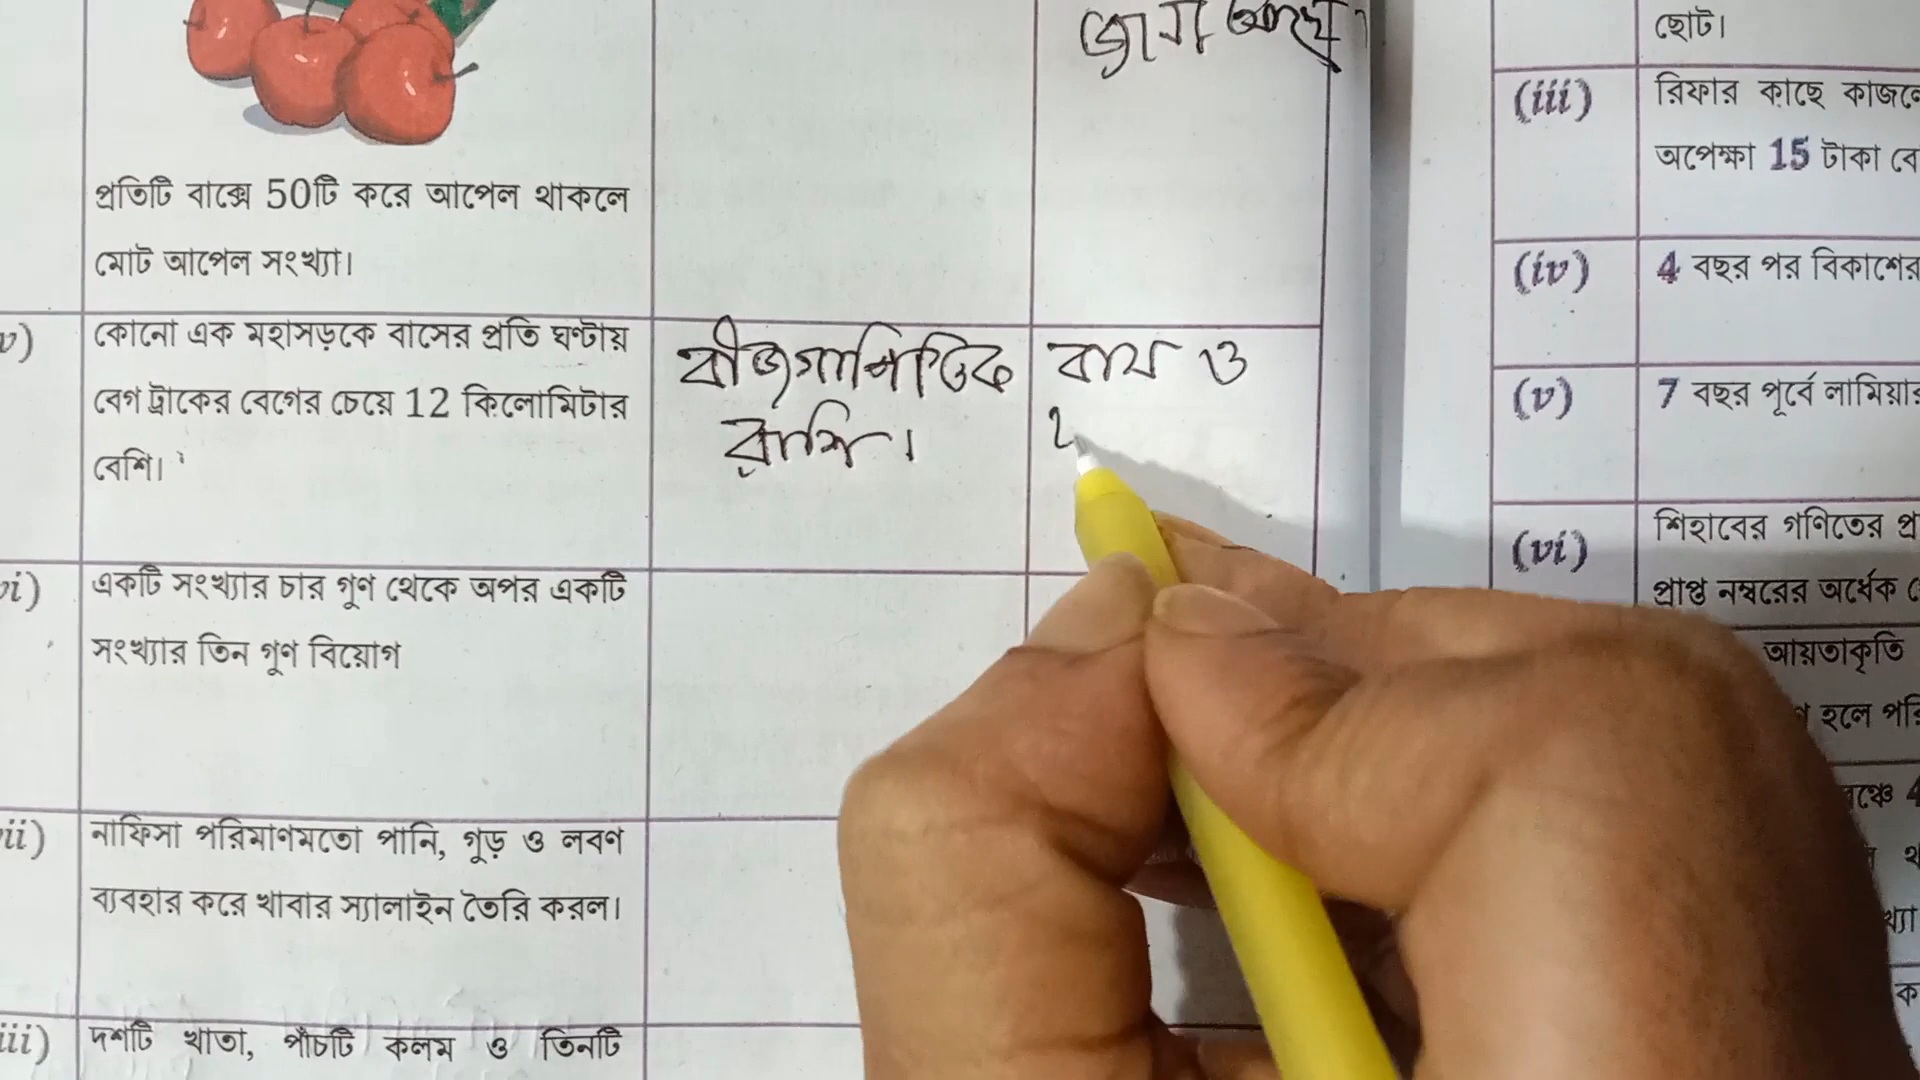 প্রতিটি বাক্সে 50টি করে আপেল থাকলে
মোট আপেল সংখ্যা।
কোনো এক মহাসড়কে বাসের প্রতি ঘণ্টায়
বেগ ট্রাকের বেগের চেয়ে 12 কিলোমিটার
বেশি।
বীজগাণিতিক
রাশি।
ও
একটি সংখ্যার চার গুণ থেকে অপর একটি
সংখ্যার তিন গুণ বিয়োগ
নাফিসা পরিমাণমতো পানি, গুড় ও লবণ
ব্যবহার করে খাবার স্যালাইন তৈরি করল।
দশটি খাতা, পাঁচটি কলম ও তিনটি
ছোট।
(iii)
রিফার কাছে
অপেক্ষা 15 টাকা
(iv)
4 বছর পর বিকাশের
(v)
7 বছর পূর্বে
(vi)
শিহাবের গণিতের
প্রাপ্ত নম্বরের অর্ধেক
আয়তাকৃতি
হলে